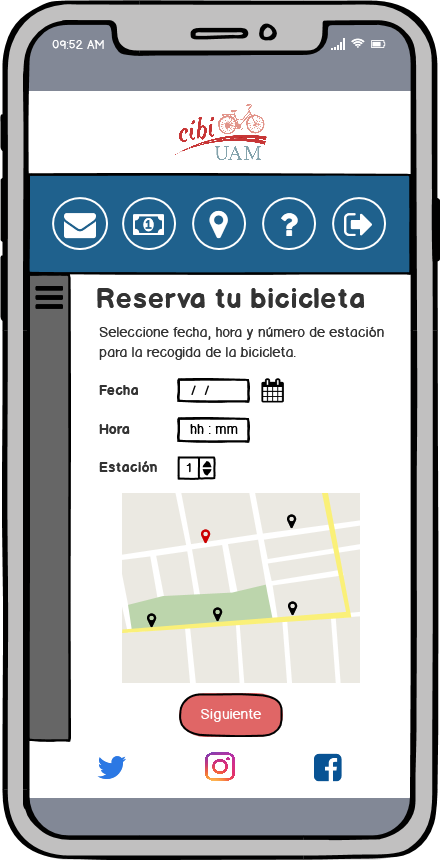 09:52 AM
cibi
UAM
1
?
Reserva tu bicicleta
Seleccione fecha, hora y número de estación
para la recogida de la bicicleta.
Fecha / /
Hora hh : mm
Estación 1
Siguiente